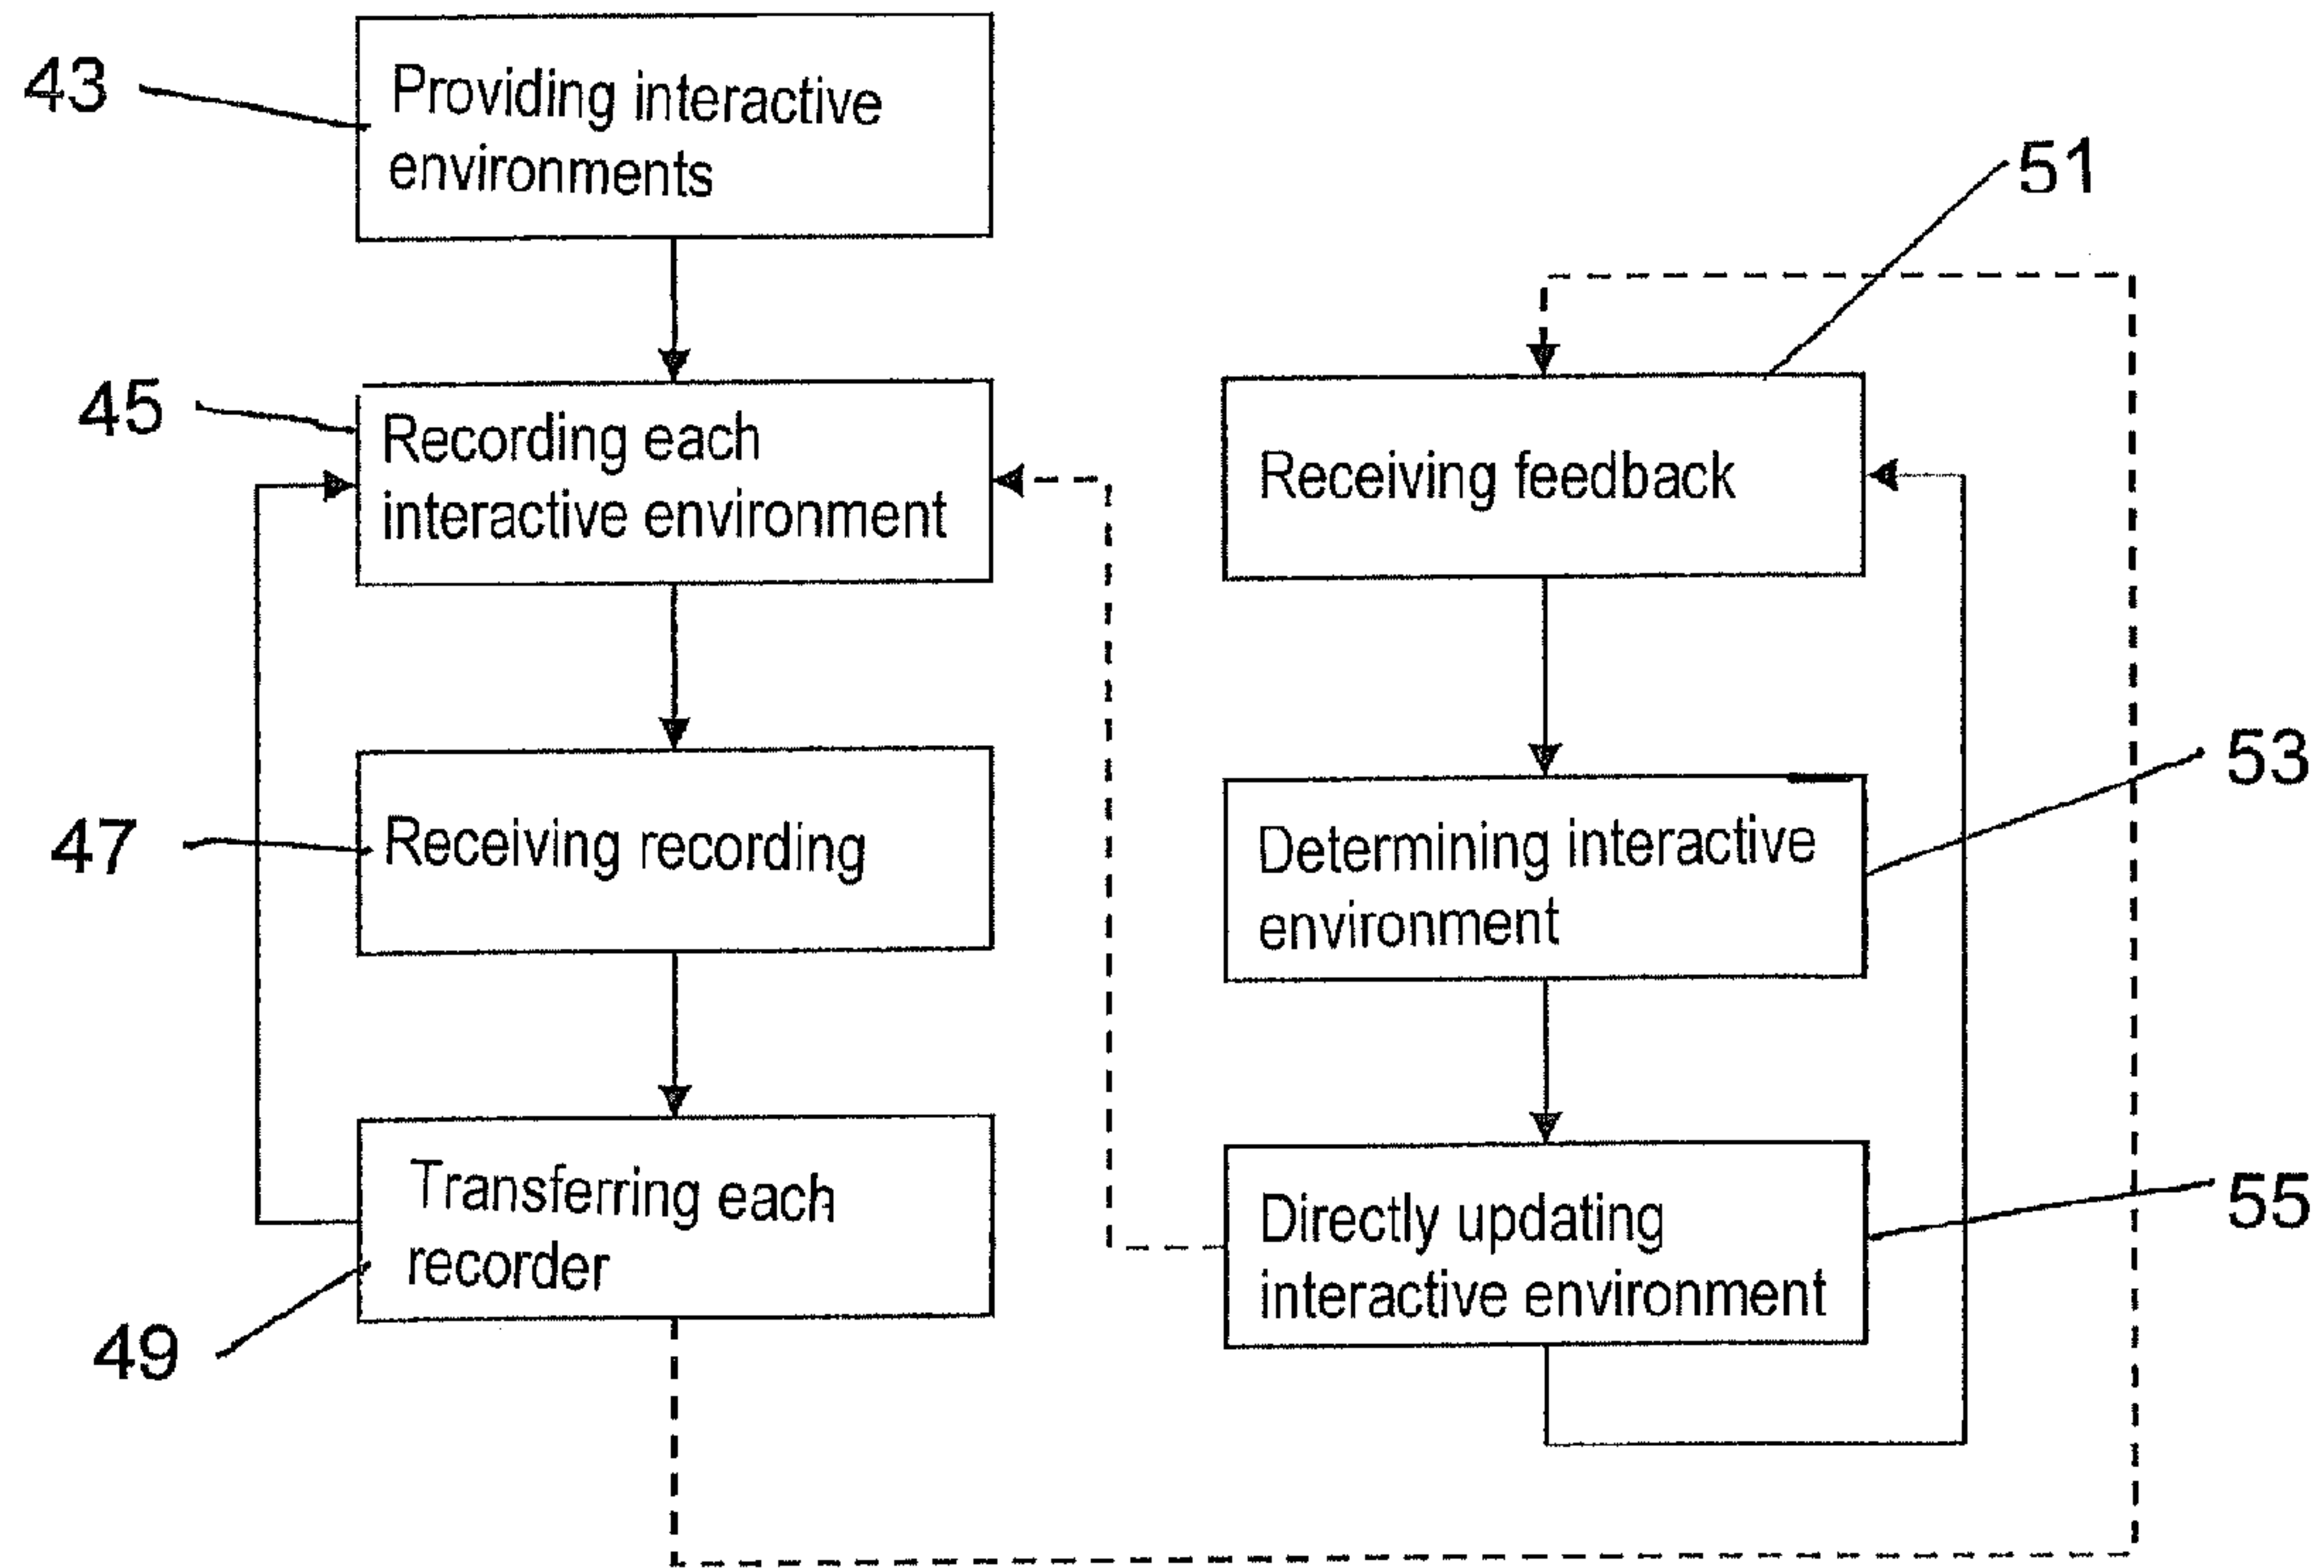 43
Providing interactive
environments
45
Recording each
interactive environment
47
Receiving recording
49
Transferring each
recorder
51
Receiving feedback
53
Determining interactive
environment
55
Directly updating
interactive environment